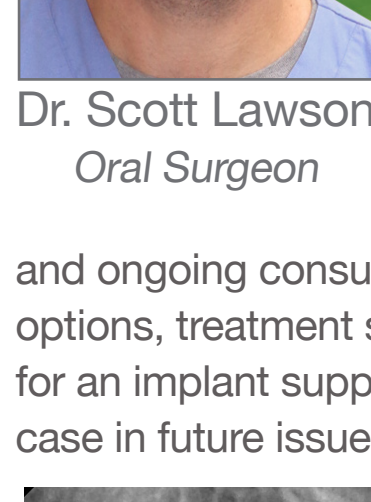 Dr. Scott Lawson
Oral Surgeon
and ongoing consu
options, treatment s
for an implant supp
case in future issue